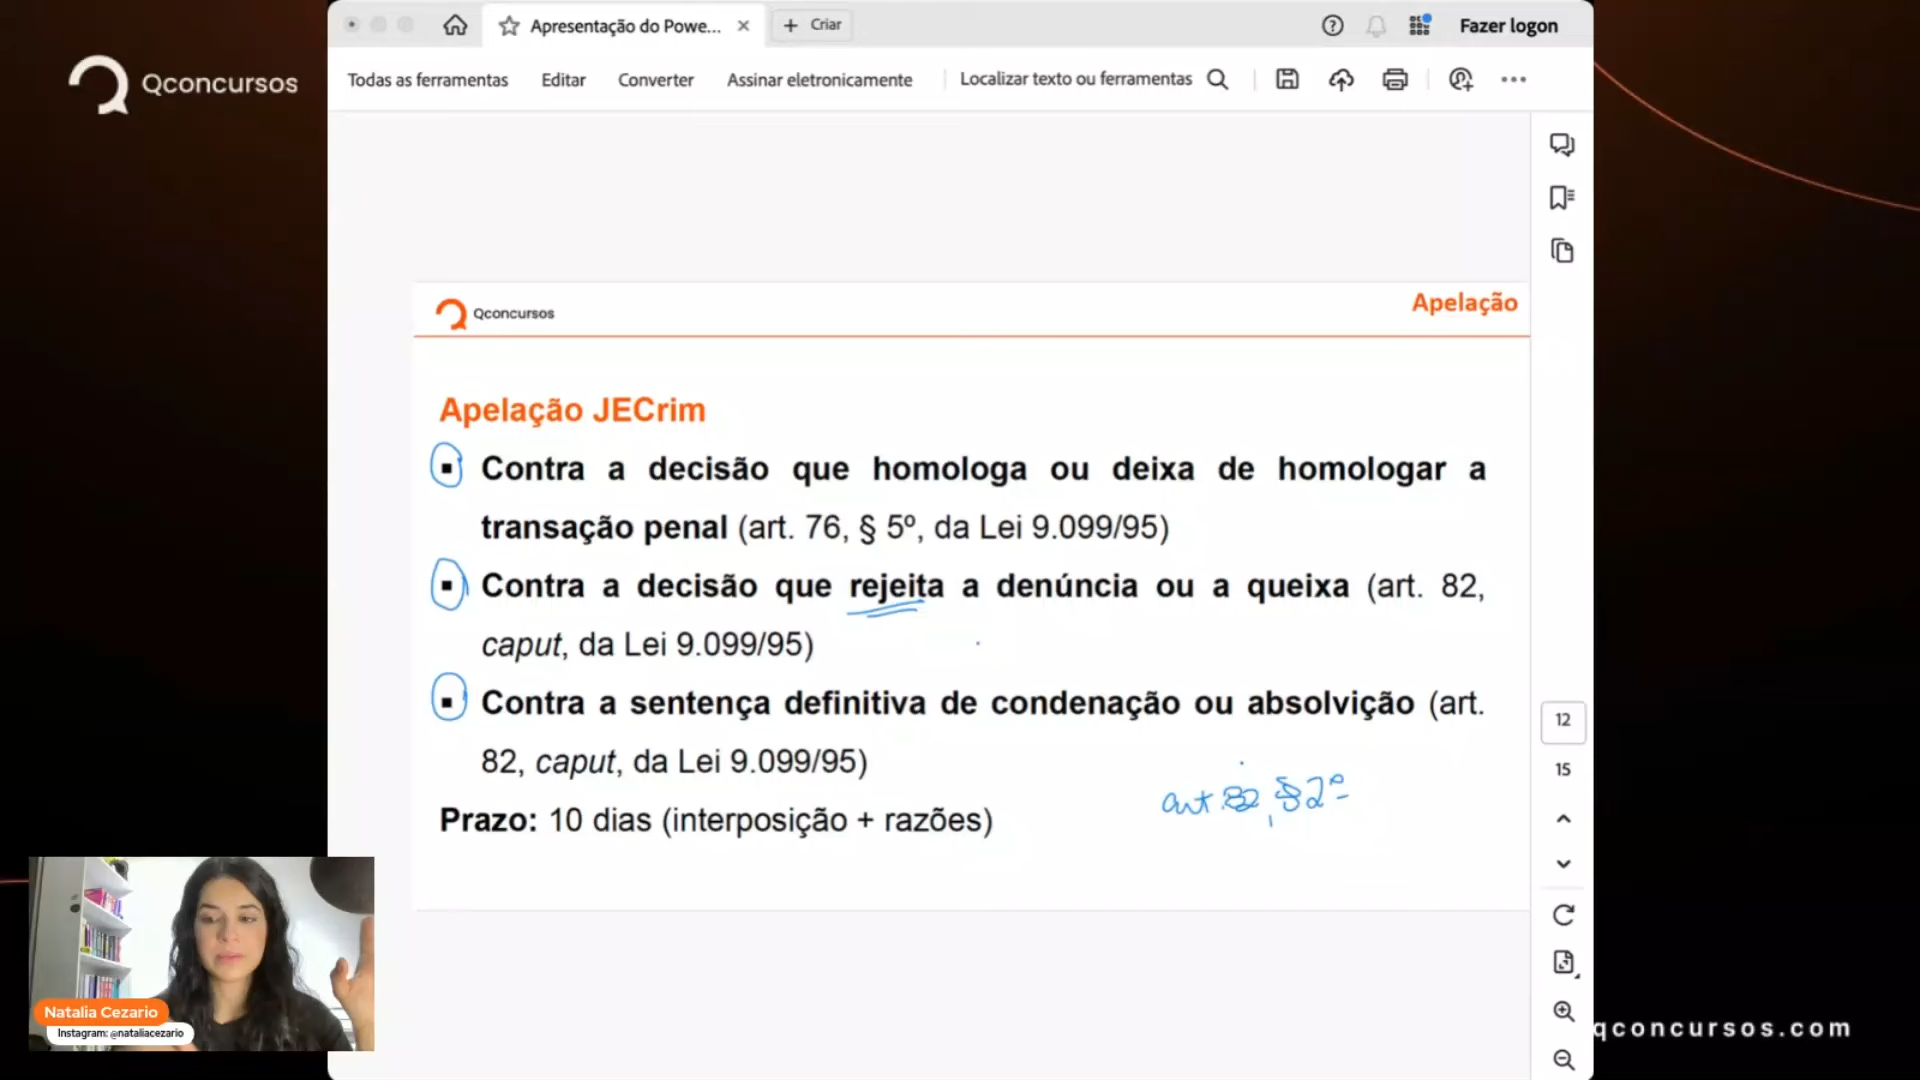 Qconcursos
Apresentação do Powe...
Criar
Fazer logon
Todas as ferramentas
Editar
Converter
Assinar eletronicamente
Localizar texto ou ferramentas
Qconcursos
Apelação
Apelação JECrim
▪ Contra a decisão que homologa ou deixa de homologar a
transação penal (art. 76, § 5º, da Lei 9.099/95)
▪ Contra a decisão que rejeita a denúncia ou a queixa (art. 82,
caput, da Lei 9.099/95)
▪ Contra a sentença definitiva de condenação ou absolvição (art.
82, caput, da Lei 9.099/95)
art. 82, §2º
Prazo: 10 dias (interposição + razões)
12
15
Natalia Cezario
Instagram: @nataliacezario
qconcursos.com